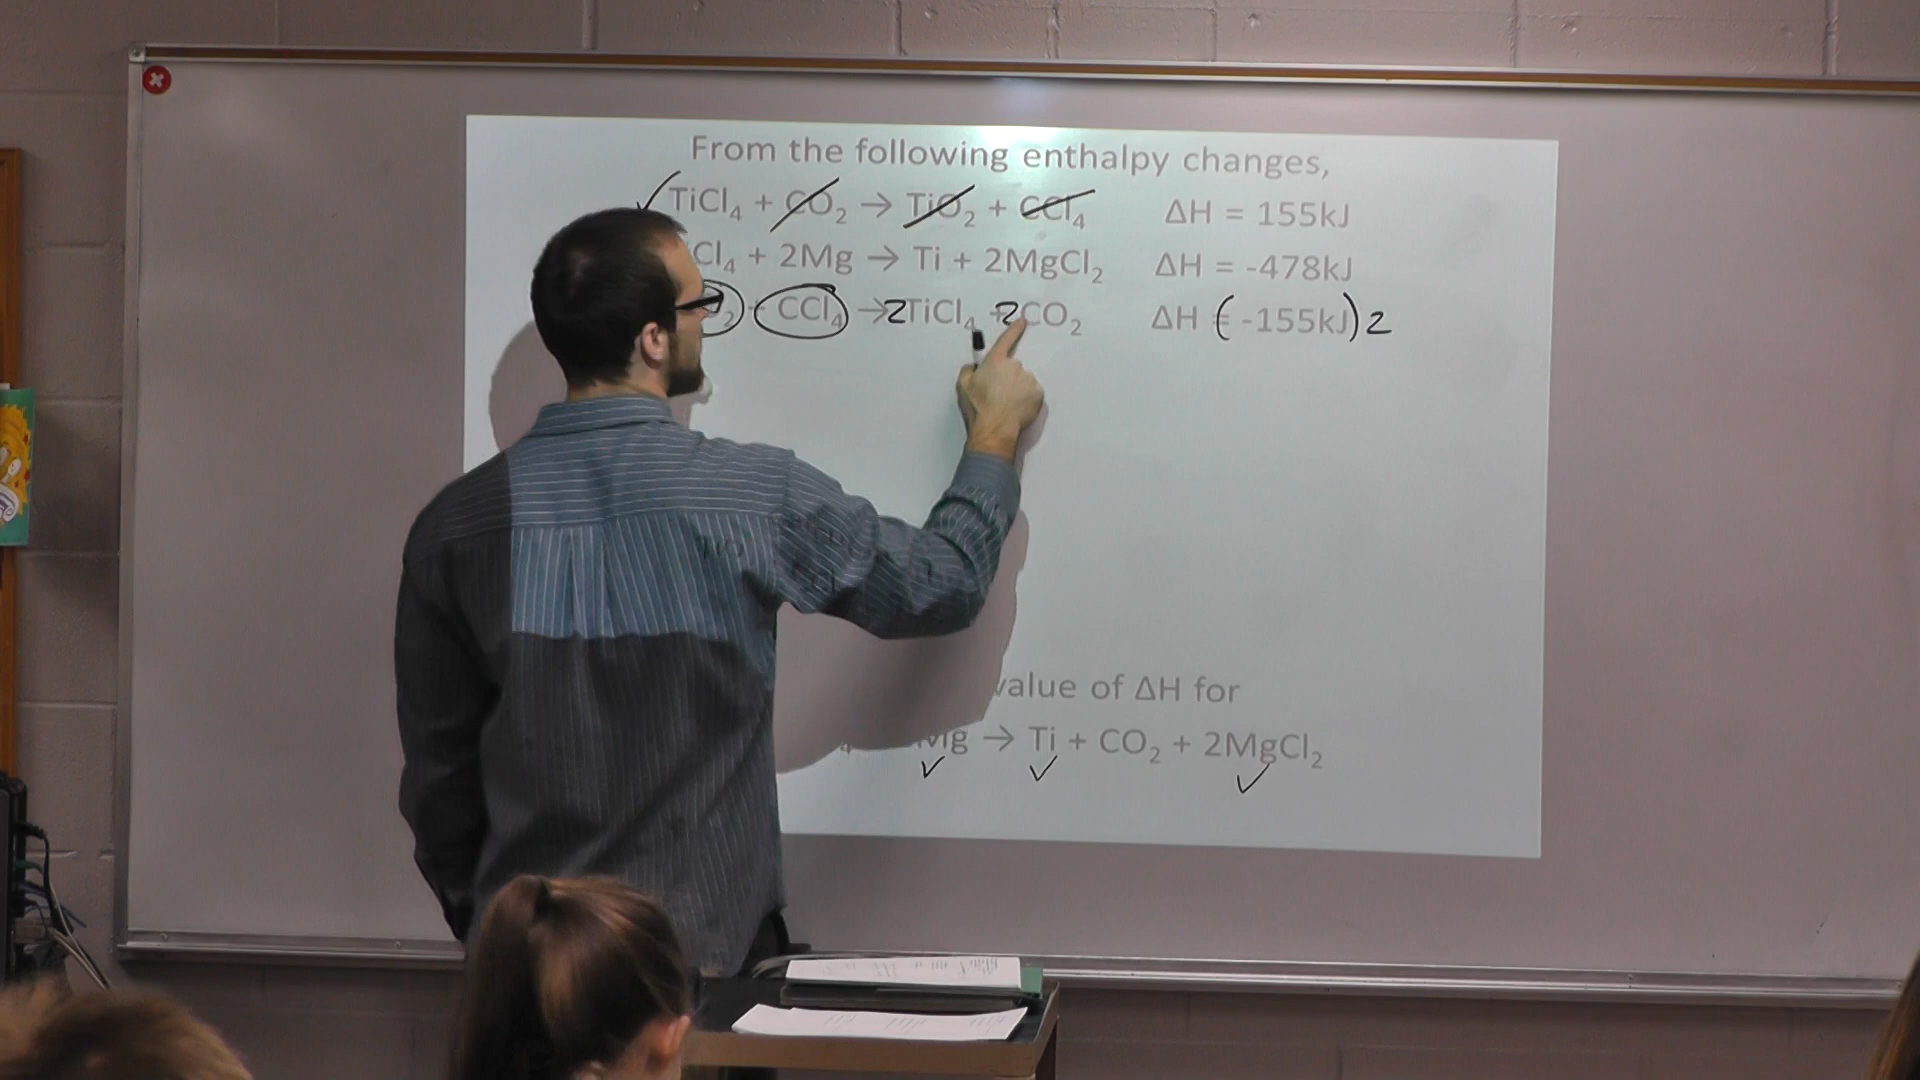 From the following enthalpy changes,
TiCl₄ + CO₂ → TiO₂ + CCl₄ ΔH = 155kJ
Cl₄ + 2Mg → Ti + 2MgCl₂ ΔH = -478kJ
₂ + CCl₄ → 2TiCl₄ + 2CO₂ ΔH = (-155kJ)2
value of ΔH for
Mg → Ti + CO₂ + 2MgCl₂